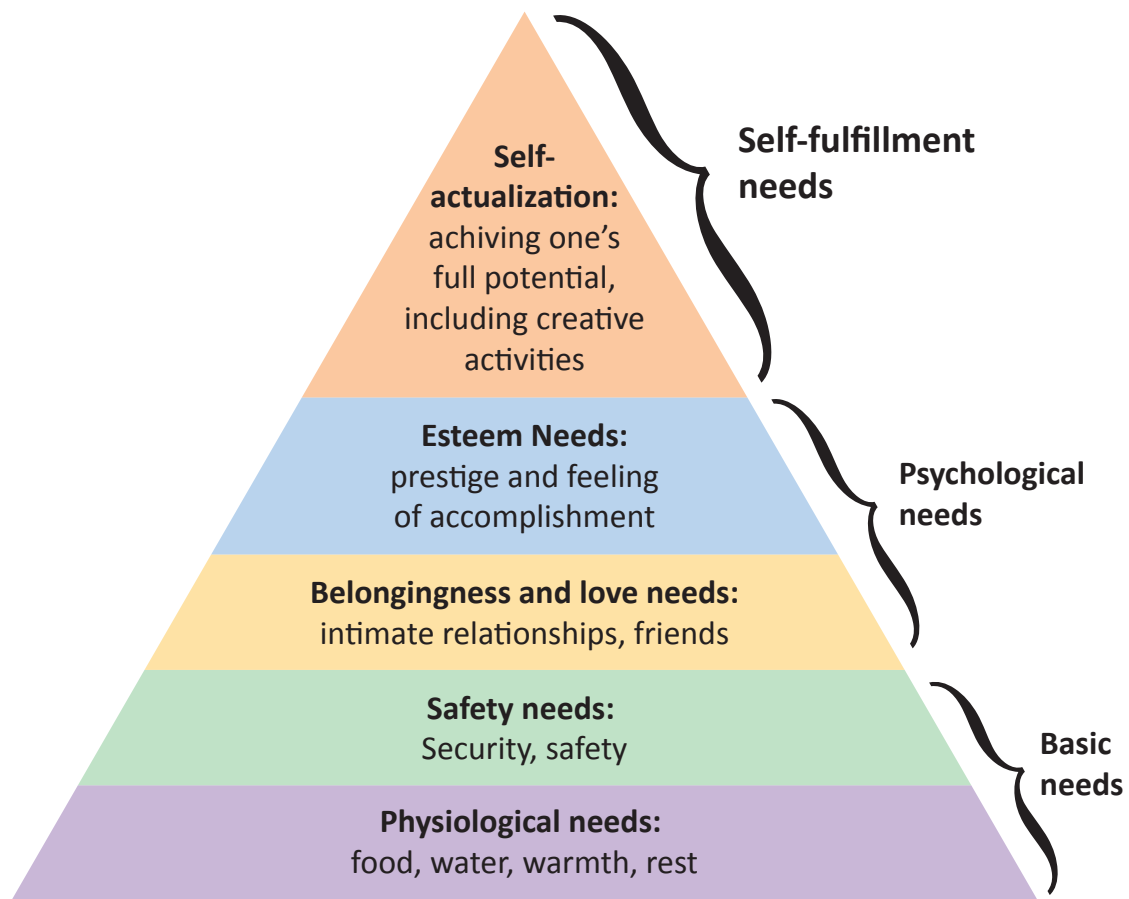 Self-
actualization:
achiving one’s
full potential,
including creative
activities
Self-fulfillment
needs
Esteem Needs:
prestige and feeling
of accomplishment
Psychological
needs
Belongingness and love needs:
intimate relationships, friends
Safety needs:
Security, safety
Basic
needs
Physiological needs:
food, water, warmth, rest